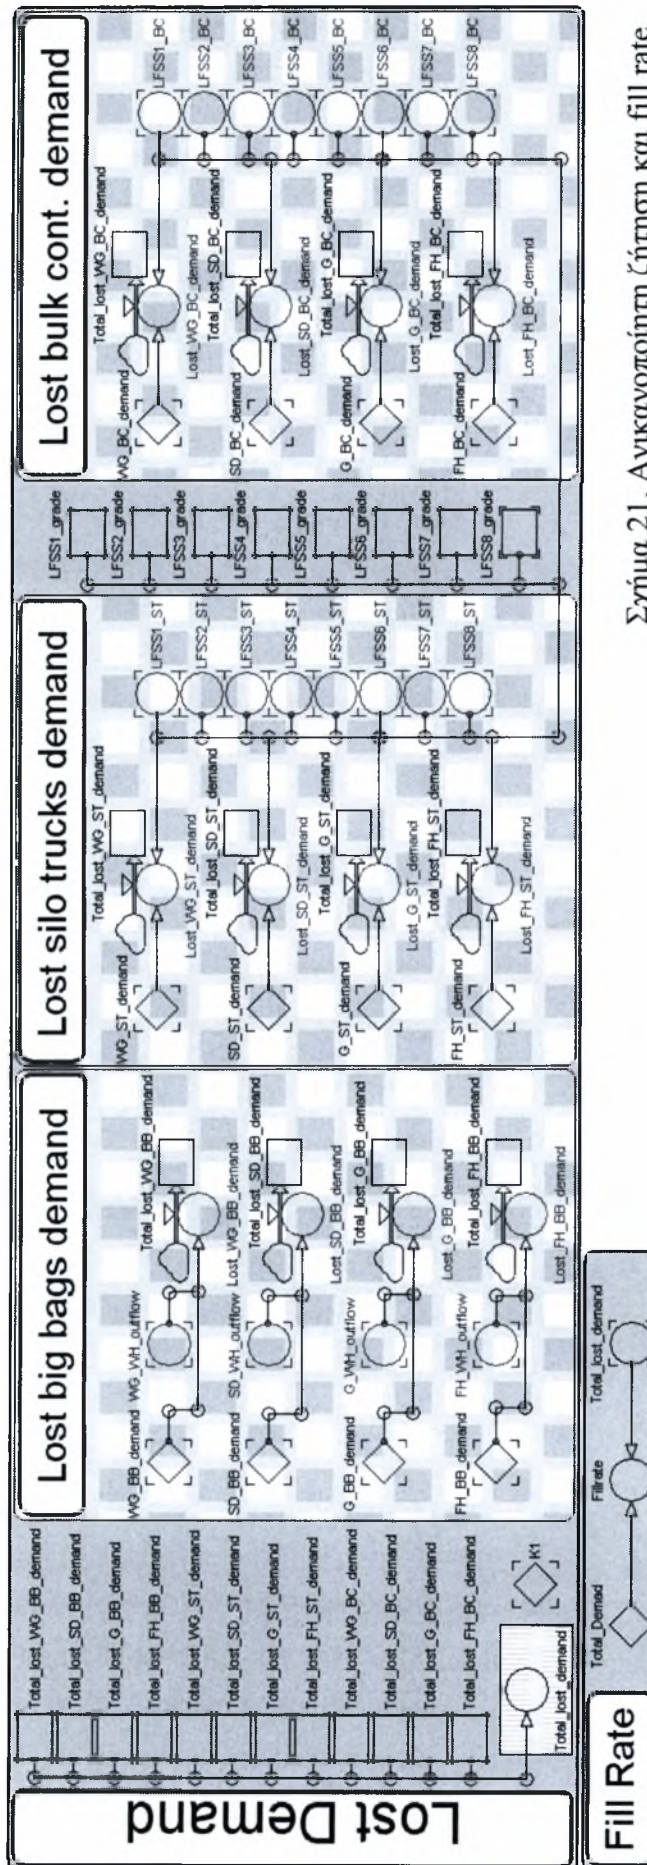 Lost Demand
Total_lost_WG_BB_demand
Total_lost_SD_BB_demand
Total_lost_G_BB_demand
Total_lost_FH_BB_demand
Total_lost_WG_ST_demand
Total_lost_SD_ST_demand
Total_lost_G_ST_demand
Total_lost_FH_ST_demand
Total_lost_WG_BC_demand
Total_lost_SD_BC_demand
Total_lost_G_BC_demand
Total_lost_FH_BC_demand
Total_lost_demand
K1
Lost big bags demand
WG_BB_demand
WG_WH_outflow
Total_lost_WG_BB_demand
Lost_WG_BB_demand
SD_BB_demand
SD_WH_outflow
Total_lost_SD_BB_demand
Lost_SD_BB_demand
G_BB_demand
G_WH_outflow
Total_lost_G_BB_demand
Lost_G_BB_demand
FH_BB_demand
FH_WH_outflow
Total_lost_FH_BB_demand
Lost_FH_BB_demand
Lost silo trucks demand
WG_ST_demand
Total_lost_WG_ST_demand
Lost_WG_ST_demand
SD_ST_demand
Total_lost_SD_ST_demand
Lost_SD_ST_demand
G_ST_demand
Total_lost_G_ST_demand
Lost_G_ST_demand
FH_ST_demand
Total_lost_FH_ST_demand
Lost_FH_ST_demand
LFSS1_ST
LFSS2_ST
LFSS3_ST
LFSS4_ST
LFSS5_ST
LFSS6_ST
LFSS7_ST
LFSS8_ST
LFSS1_grade
LFSS2_grade
LFSS3_grade
LFSS4_grade
LFSS5_grade
LFSS6_grade
LFSS7_grade
LFSS8_grade
Lost bulk cont. demand
WG_BC_demand
Total_lost_WG_BC_demand
Lost_WG_BC_demand
SD_BC_demand
Total_lost_SD_BC_demand
Lost_SD_BC_demand
G_BC_demand
Total_lost_G_BC_demand
Lost_G_BC_demand
FH_BC_demand
Total_lost_FH_BC_demand
Lost_FH_BC_demand
LFSS1_BC
LFSS2_BC
LFSS3_BC
LFSS4_BC
LFSS5_BC
LFSS6_BC
LFSS7_BC
LFSS8_BC
Fill Rate
Total_Demad
Fillrate
Total_lost_demand
Σχήμα 21. Ανικανοποίητη ζήτηση και fill rate